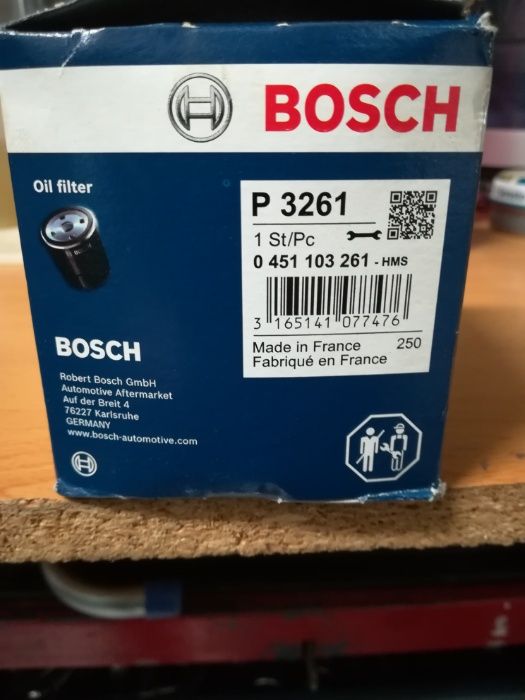 BOSCH
Oil filter
P 3261
1 St/Pc
0 451 103 261 - HMS
3 165141 077476
Made in France 250
Fabriqué en France
BOSCH
Robert Bosch GmbH
Automotive Aftermarket
Auf der Breit 4
76227 Karlsruhe
GERMANY
www.bosch-automotive.com